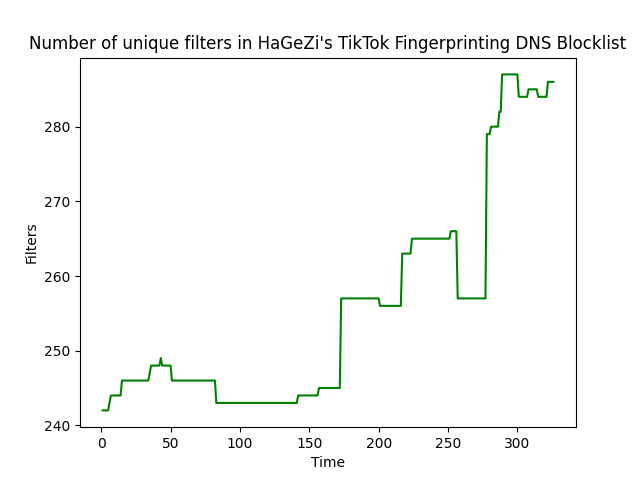 Number of unique filters in HaGeZi's TikTok Fingerprinting DNS Blocklist
Filters
280
270
260
250
240
0 50 100 150 200 250 300
Time